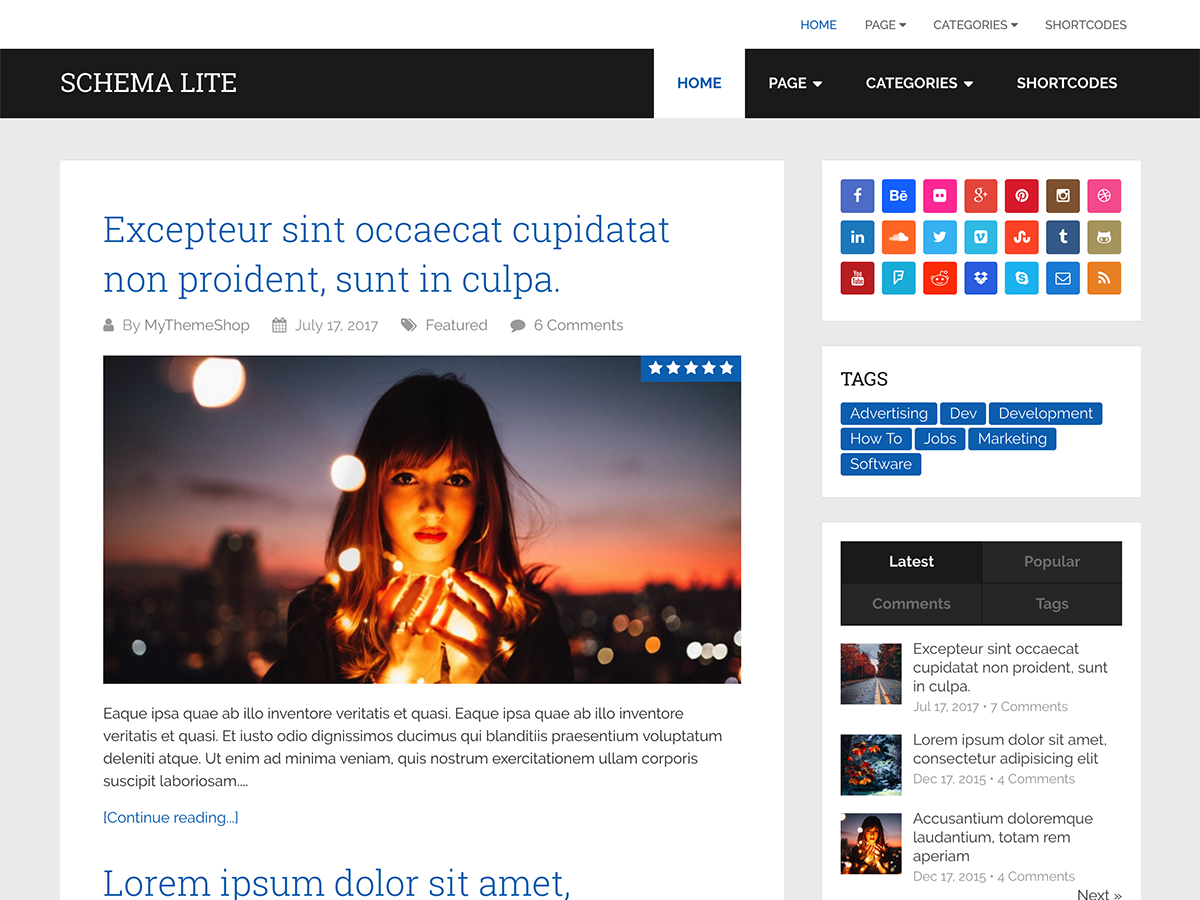 HOME PAGE CATEGORIES SHORTCODES
SCHEMA LITE
HOME PAGE CATEGORIES SHORTCODES
Excepteur sint occaecat cupidatat
non proident, sunt in culpa.
By MyThemeShop July 17, 2017 Featured 6 Comments
Eaque ipsa quae ab illo inventore veritatis et quasi. Eaque ipsa quae ab illo inventore
veritatis et quasi. Et iusto odio dignissimos ducimus qui blanditiis praesentium voluptatum
deleniti atque. Ut enim ad minima veniam, quis nostrum exercitationem ullam corporis
suscipit laboriosam....
[Continue reading...]
Lorem ipsum dolor sit amet,
f Bē g+
in t
You Tube
TAGS
Advertising Dev Development
How To Jobs Marketing
Software
Latest Popular
Comments Tags
Excepteur sint occaecat
cupidatat non proident, sunt
in culpa.
Jul 17, 2017 • 7 Comments
Lorem ipsum dolor sit amet,
consectetur adipisicing elit
Dec 17, 2015 • 4 Comments
Accusantium doloremque
laudantium, totam rem
aperiam
Dec 17, 2015 • 4 Comments
Next »